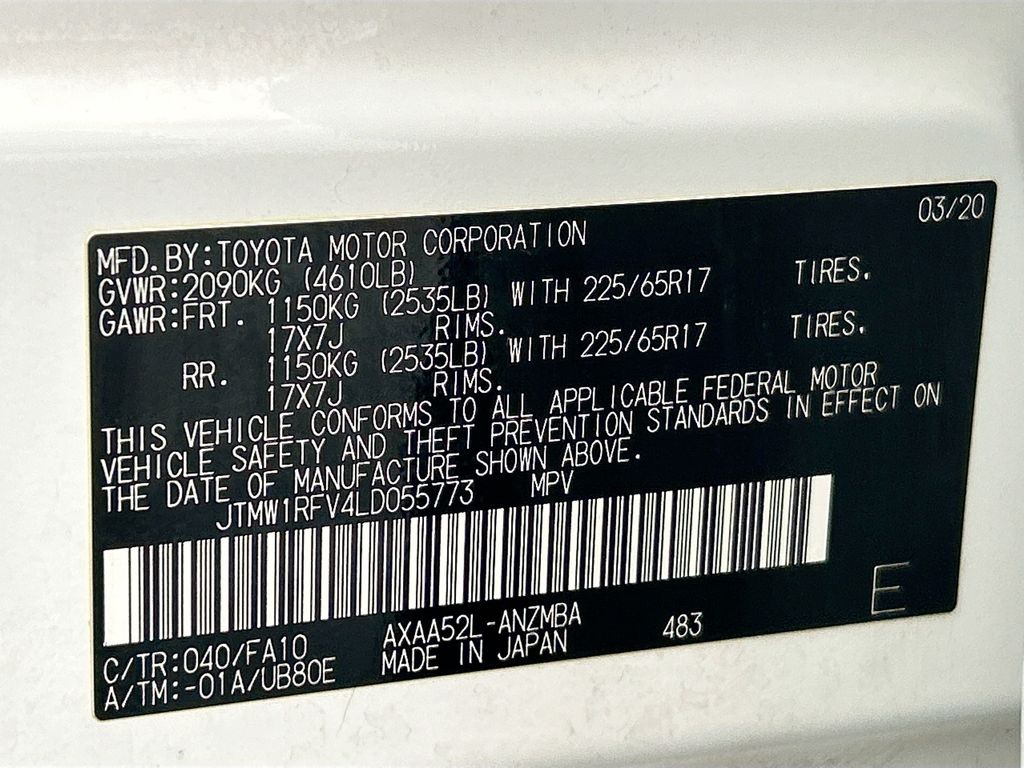 03/20
MFD. BY: TOYOTA MOTOR CORPORATION
GVWR: 2090KG (4610LB)
GAWR: FRT. 1150KG (2535LB) WITH 225/65R17 TIRES.
17X7J RIMS.
RR. 1150KG (2535LB) WITH 225/65R17 TIRES.
17X7J RIMS.
THIS VEHICLE CONFORMS TO ALL APPLICABLE FEDERAL MOTOR
VEHICLE SAFETY AND THEFT PREVENTION STANDARDS IN EFFECT ON
THE DATE OF MANUFACTURE SHOWN ABOVE.
JTMW1RFV4LD055773 MPV
C/TR: 040/FA10 AXAA52L-ANZMBA 483 E
A/TM: -01A/UB80E MADE IN JAPAN